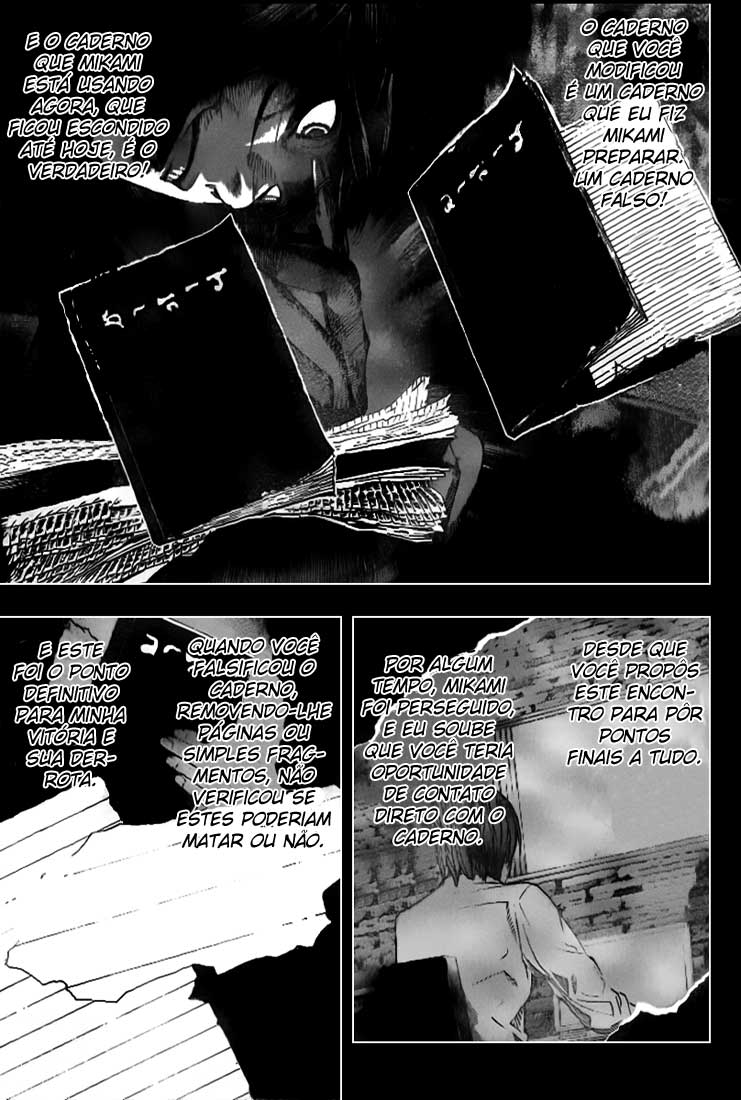 O CADERNO
QUE VOCÊ
MODIFICOU
É UM CADERNO
QUE EU FIZ
MIKAMI
PREPARAR.
UM CADERNO
FALSO!
E O CADERNO
QUE MIKAMI
ESTÁ USANDO
AGORA, QUE
FICOU ESCONDIDO
ATÉ HOJE, É O
VERDADEIRO!
DESDE QUE
VOCÊ PROPÔS
ESTE ENCON-
TRO PARA PÔR
PONTOS
FINAIS A TUDO.
POR ALGUM
TEMPO, MIKAMI
FOI PERSEGUIDO,
E EU SOUBE
QUE VOCÊ TERIA
OPORTUNIDADE
DE CONTATO
DIRETO COM O
CADERNO.
QUANDO VOCÊ
FALSIFICOU O
CADERNO,
REMOVENDO-LHE
PÁGINAS OU
SIMPLES FRAG-
MENTOS, NÃO
VERIFICOU SE
ESTES PODERIAM
MATAR OU NÃO.
E ESTE
FOI O PONTO
DEFINITIVO
PARA MINHA
VITÓRIA E
SUA DER-
ROTA.